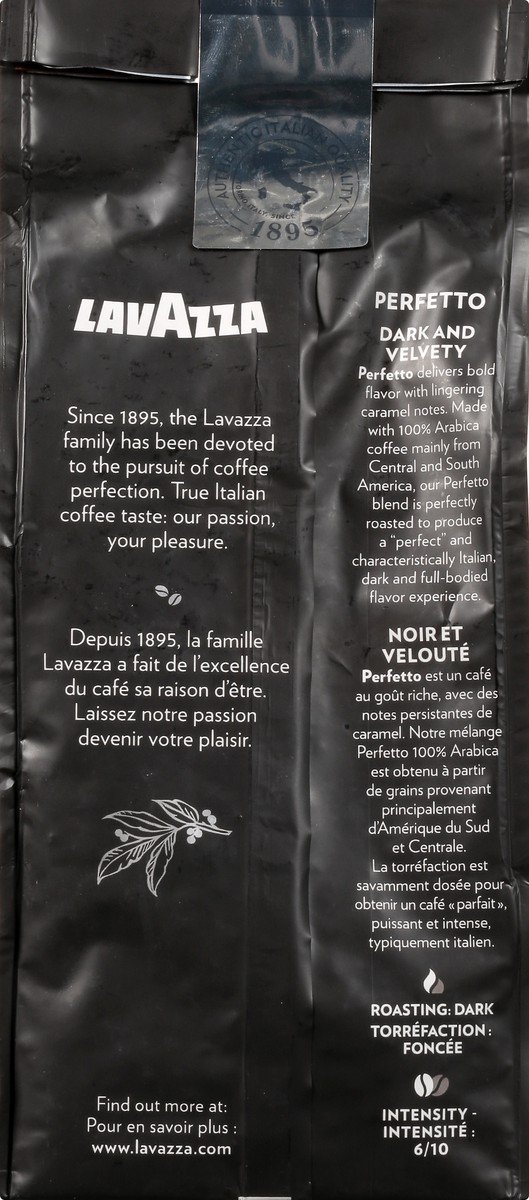 AUTHENTIC ITALIAN QUALITY
SINCE
1895
LAVAZZA
Since 1895, the Lavazza
family has been devoted
to the pursuit of coffee
perfection. True Italian
coffee taste: our passion,
your pleasure.
Depuis 1895, la famille
Lavazza a fait de l'excellence
du café sa raison d'être.
Laissez notre passion
devenir votre plaisir.
Find out more at:
Pour en savoir plus :
www.lavazza.com
PERFETTO
DARK AND
VELVETY
Perfetto delivers bold
flavor with lingering
caramel notes. Made
with 100% Arabica
coffee mainly from
Central and South
America, our Perfetto
blend is perfectly
roasted to produce
a “perfect” and
characteristically Italian,
dark and full-bodied
flavor experience.
NOIR ET
VELOUTÉ
Perfetto est un café
au goût riche, avec des
notes persistantes de
caramel. Notre mélange
Perfetto 100% Arabica
est obtenu à partir
de grains provenant
principalement
d'Amérique du Sud
et Centrale.
La torréfaction est
savamment dosée pour
obtenir un café «parfait»,
puissant et intense,
typiquement italien.
ROASTING: DARK
TORRÉFACTION :
FONCÉE
INTENSITY -
INTENSITÉ :
6/10